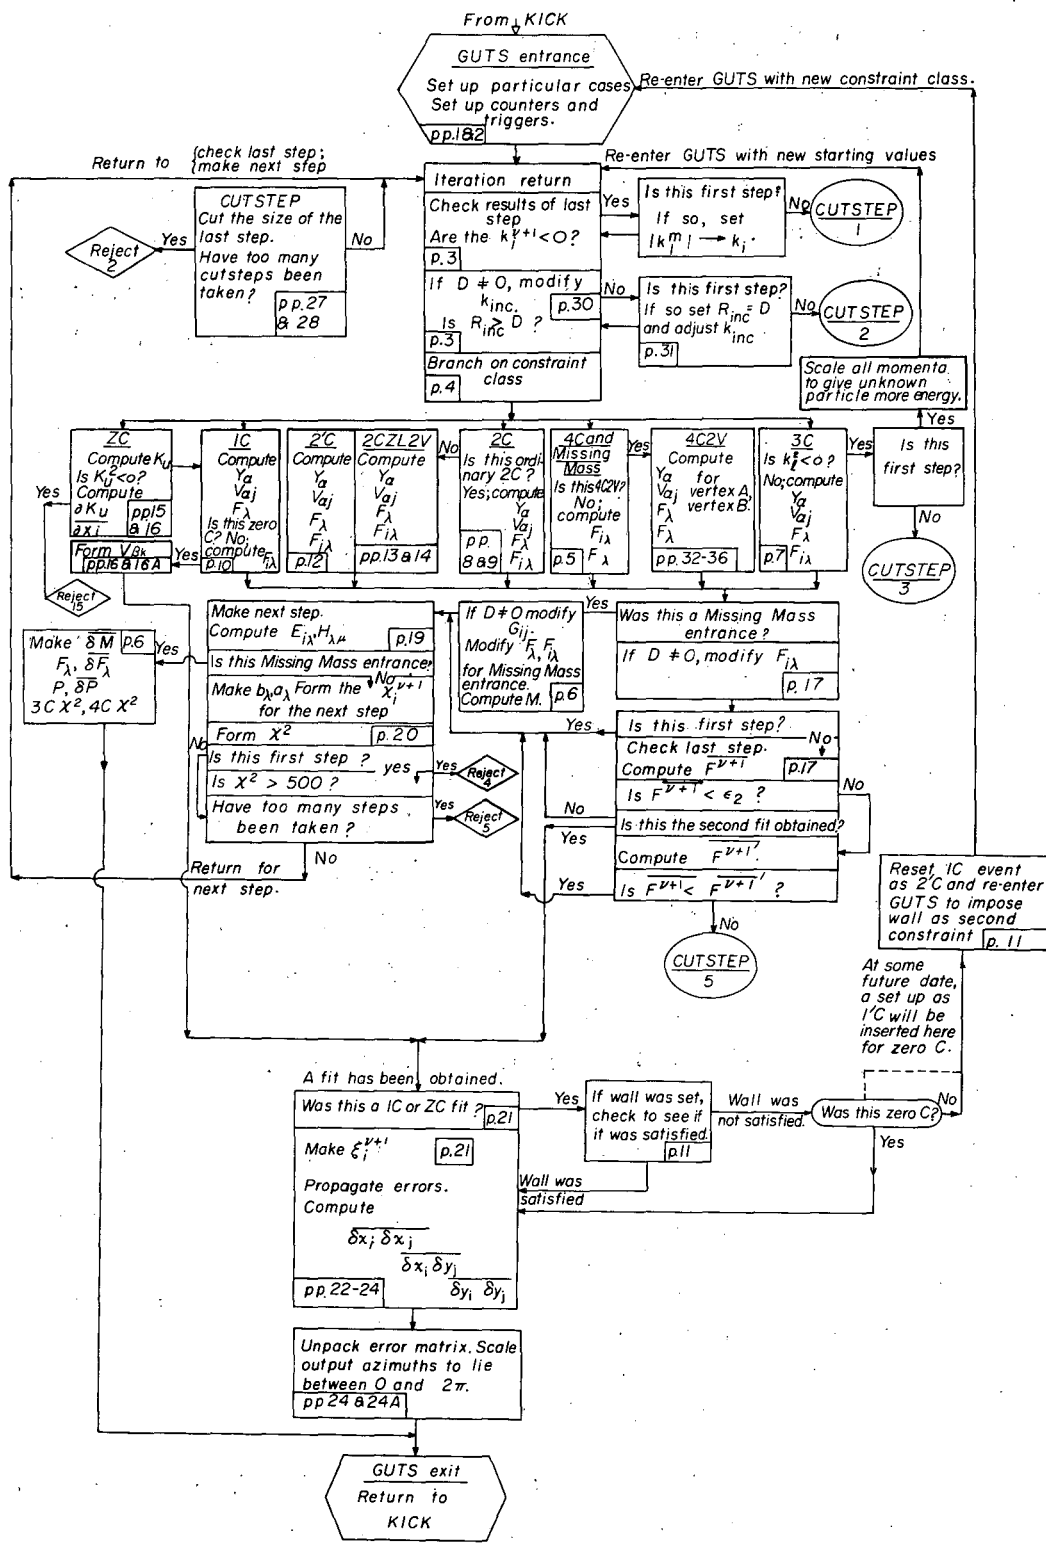 From KICK
GUTS entrance
Set up particular cases
Set up counters and
triggers.
pp.1&2
Re-enter GUTS with new constraint class.
Return to {check last step;
{make next step
Re-enter GUTS with new starting values
CUTSTEP
Cut the size of the
last step.
Have too many
cutsteps been
taken?
pp.27
& 28
Yes
No
Reject
2
Iteration return
Check results of last
step
Are the k_i^{ν+1}<0?
p.3
Yes
Is this first step?
If so, set
|k_i^m| → k_i.
No
CUTSTEP
1
If D ≠ 0, modify
k_inc.
p.30
Is R_inc ≥ D ?
p.3
No
Is this first step?
If so set R_inc = D
and adjust k_inc
p.31
No
CUTSTEP
2
Branch on constraint
class
p.4
Scale all momenta
to give unknown
particle more energy.
Yes
Is this
first step?
No
CUTSTEP
3
ZC
Compute K_u
Is K_u^2<0?
Compute
∂K_u
∂x_i
pp.15
& 16
Yes
Form V_βk
pp.16&16A
Reject
15
1C
Compute
Y_α
V_αj
F_λ
Is this zero
C? No;
compute F_iλ
p.10
Yes
2'C
Compute
Y_α
V_αj
F_λ
F_iλ
p.12
2CZL2V
Compute
Y_α
V_αj
F_λ
F_iλ
pp.13&14
No
2C
Is this ordi-
nary 2C?
Yes; compute
Y_α
V_αj
F_λ
F_iλ
pp.
8&9
4C and
Missing
Mass
Is this 4C2V?
No;
compute
F_iλ
F_λ
p.5
Yes
4C2V
Compute
Y_α for
V_αj vertex A,
F_λ vertex B.
F_λ
pp.32-36
3C
Is k_ℓ^2<0?
No; compute
Y_α
V_αj
F_λ
F_iλ
p.7
Yes
Make δM p.6
F_λ, δF_λ
P, δP
3C χ², 4C χ²
Yes
Make next step.
Compute E_iλ, H_λμ
p.19
Is this Missing Mass entrance?
No
Make b_λ, a_λ Form the x_i^{ν+1}
for the next step
Form χ²
p.20
No
Is this first step ?
yes
Is χ² > 500 ?
Yes
Reject
4
Have too many steps
been taken ?
Yes
Reject
5
No
Return for
next step.
If D ≠ 0 modify
G_ij.
Modify F_λ, F_iλ
for Missing Mass
entrance.
Compute M.
p.6
Yes
Was this a Missing Mass
entrance ?
If D ≠ 0, modify F_iλ
p.17
Yes
Is this first step?
No
Check last step.
Compute F^{ν+1}
p.17
Is F^{ν+1} < ε₂ ?
No
No
Is this the second fit obtained?
Yes
Compute F^{ν+1}'.
Is F^{ν+1} < F^{ν+1}' ?
Yes
No
CUTSTEP
5
Reset 1C event
as 2'C and re-enter
GUTS to impose
wall as second
constraint
p. 11
At some
future date,
a set up as
1'C will be
inserted here
for zero C.
A fit has been obtained.
Was this a 1C or ZC fit ?
p.21
Yes
If wall was set,
check to see if
it was satisfied.
p.11
Wall was
not satisfied.
Was this zero C?
No
Yes
Make ξ_i^{ν+1}
p.21
Wall was
satisfied
Propagate errors.
Compute
δx_i δx_j
δx_i δy_j
δy_i δy_j
pp.22-24
Unpack error matrix. Scale
output azimuths to lie
between 0 and 2π.
pp 24 & 24A
GUTS exit
Return to
KICK